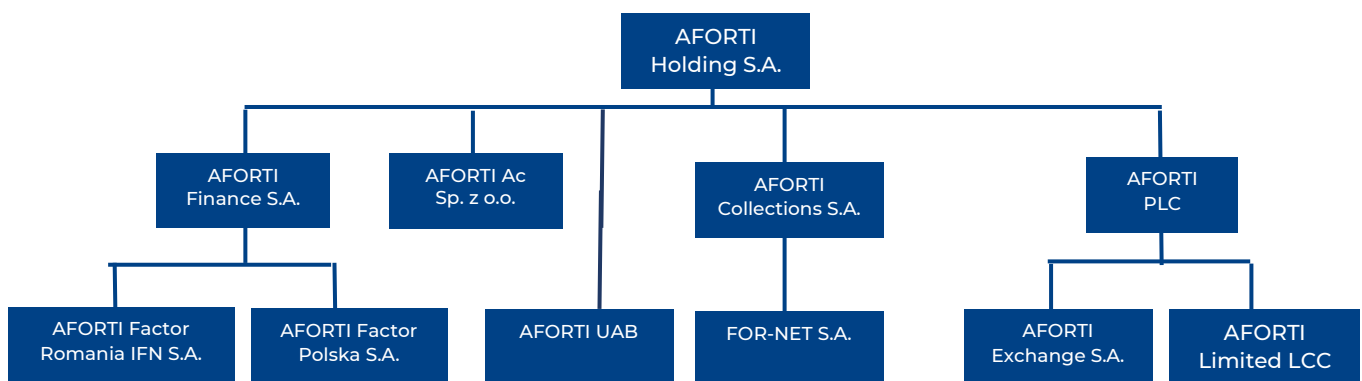 AFORTI
Holding S.A.
AFORTI
Finance S.A.
AFORTI Ac
Sp. z o.o.
AFORTI
Collections S.A.
AFORTI
PLC
AFORTI Factor
Romania IFN S.A.
AFORTI Factor
Polska S.A.
AFORTI UAB
FOR-NET S.A.
AFORTI
Exchange S.A.
AFORTI
Limited LCC